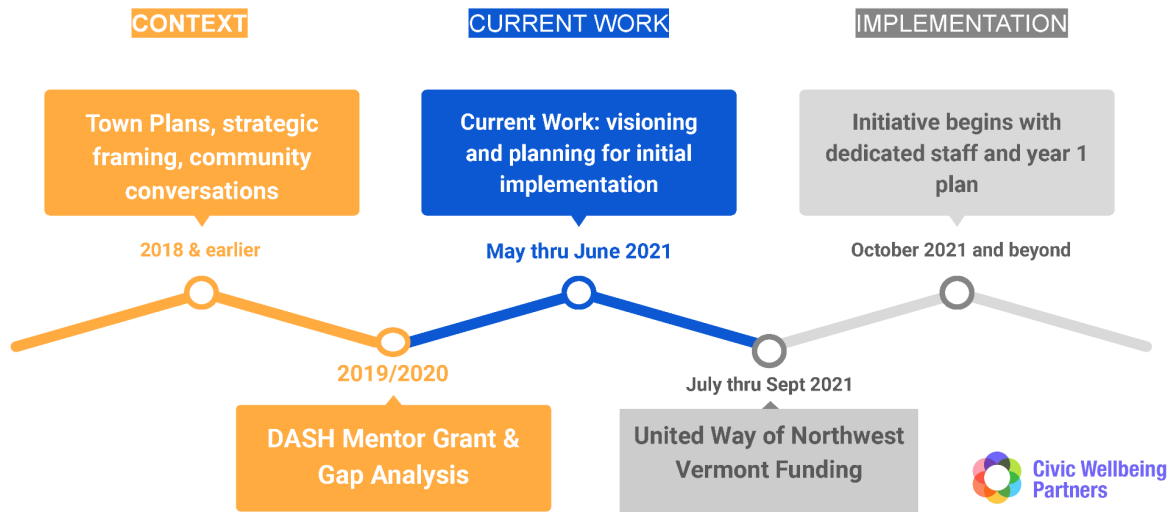 CONTEXT
CURRENT WORK
IMPLEMENTATION
Town Plans, strategic
framing, community
conversations
Current Work: visioning
and planning for initial
implementation
Initiative begins with
dedicated staff and year 1
plan
2018 & earlier
May thru June 2021
October 2021 and beyond
2019/2020
July thru Sept 2021
DASH Mentor Grant &
Gap Analysis
United Way of Northwest
Vermont Funding
Civic Wellbeing
Partners